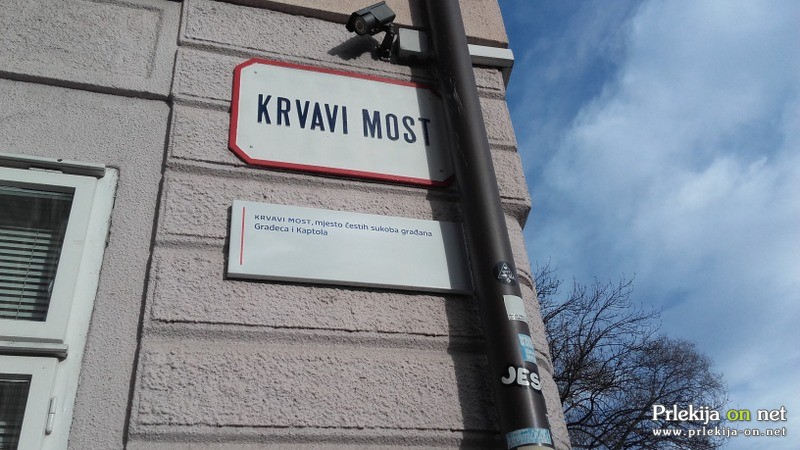 KRVAVI MOST
KRVAVI MOST, mjesto čestih sukoba građana
Gradeca i Kaptola
JES
Prlekija on net
www.prlekija-on.net